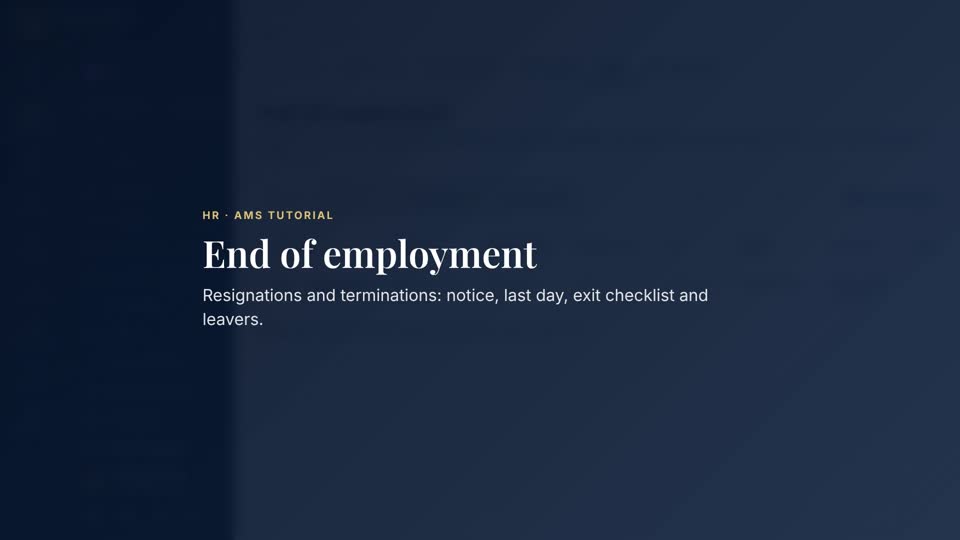 HR · AMS TUTORIAL
End of employment
Resignations and terminations: notice, last day, exit checklist and
leavers.